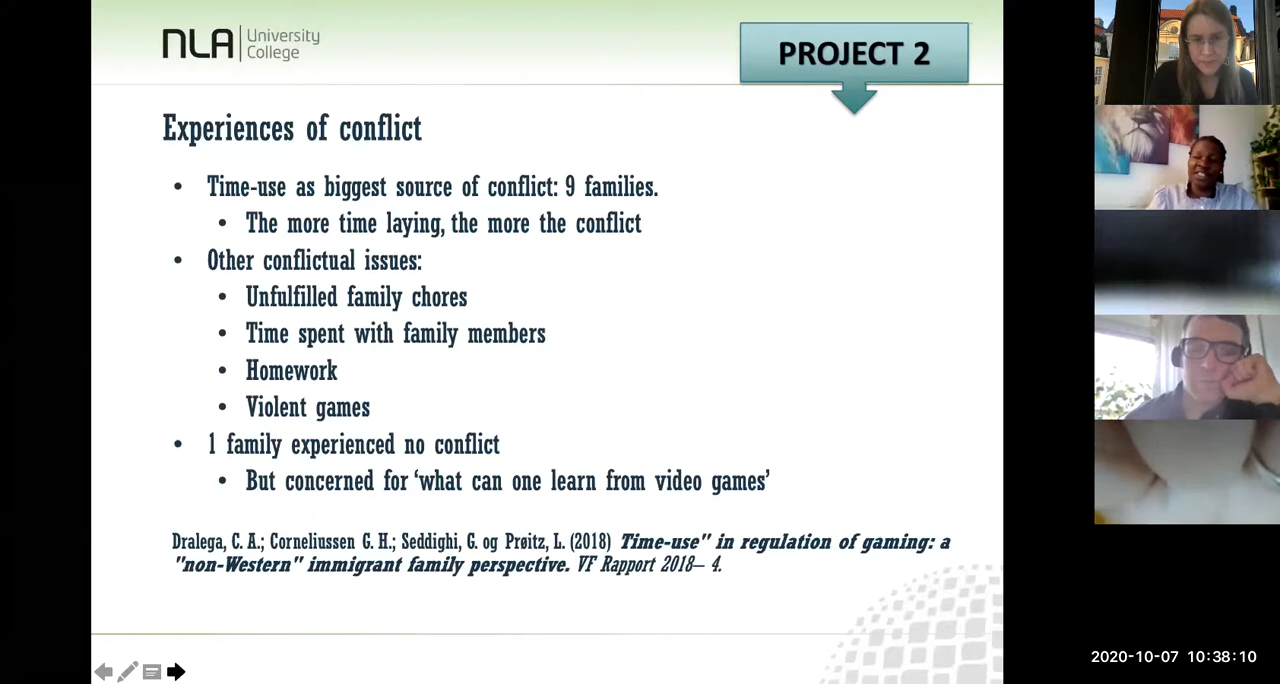 NLA University College
PROJECT 2
Experiences of conflict
• Time-use as biggest source of conflict: 9 families.
• The more time laying, the more the conflict
• Other conflictual issues:
• Unfulfilled family chores
• Time spent with family members
• Homework
• Violent games
• 1 family experienced no conflict
• But concerned for ‘what can one learn from video games’
Dralega, C. A.; Corneliussen G. H.; Seddighi, G. og Prøitz, L. (2018) Time-use" in regulation of gaming: a
"non-Western" immigrant family perspective. VF Rapport 2018– 4.
2020-10-07 10:38:10